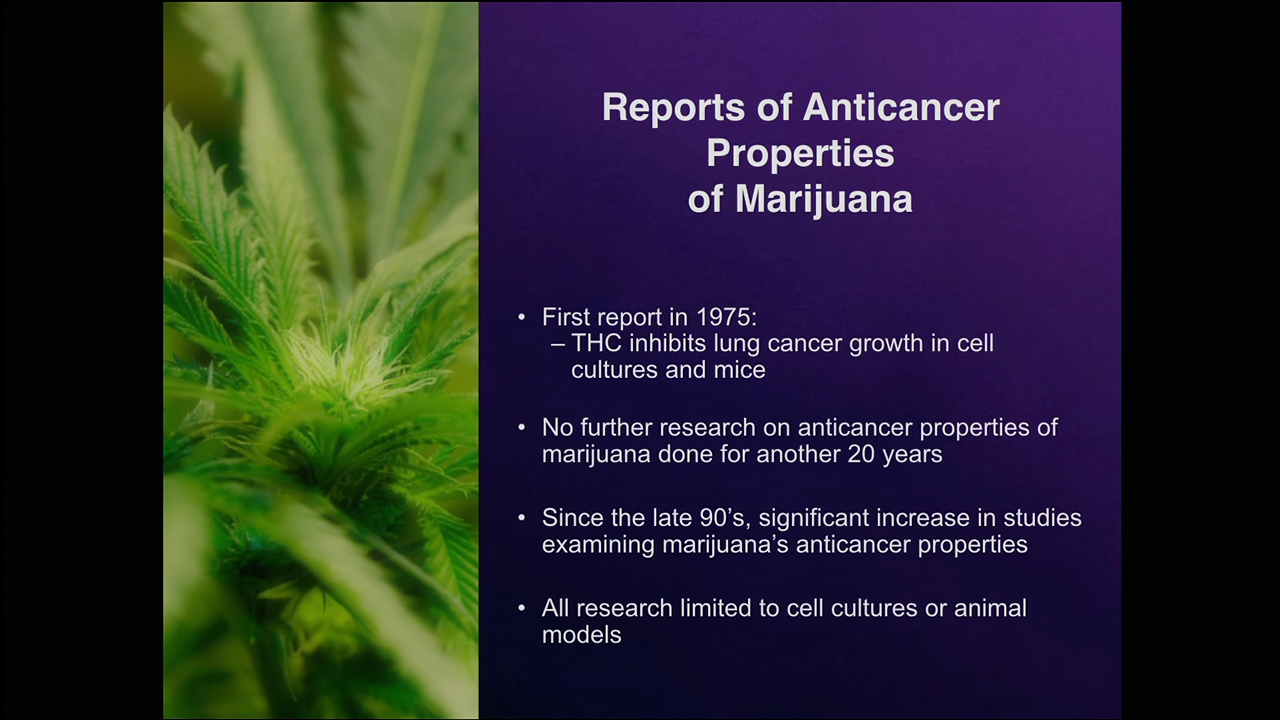 Reports of Anticancer
Properties
of Marijuana
• First report in 1975:
– THC inhibits lung cancer growth in cell
cultures and mice
• No further research on anticancer properties of
marijuana done for another 20 years
• Since the late 90’s, significant increase in studies
examining marijuana’s anticancer properties
• All research limited to cell cultures or animal
models